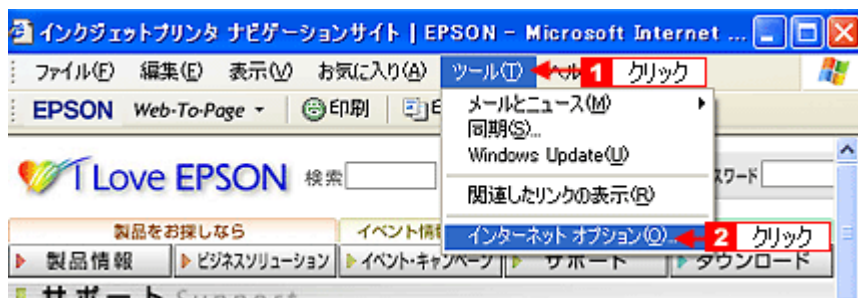 インクジェットプリンタ ナビゲーションサイト | EPSON - Microsoft Internet ...
ファイル(F) 編集(E) 表示(V) お気に入り(A) ツール(T) 1 クリック
EPSON Web-To-Page 印刷
メールとニュース(M)
同期(S)...
Windows Update(U)
関連したリンクの表示(R)
インターネット オプション(O)... 2 クリック
I Love EPSON 検索
製品をお探しなら イベント情
製品情報 ビジネスソリューション イベント・キャンペーン サポート ダウンロード
サポート Support